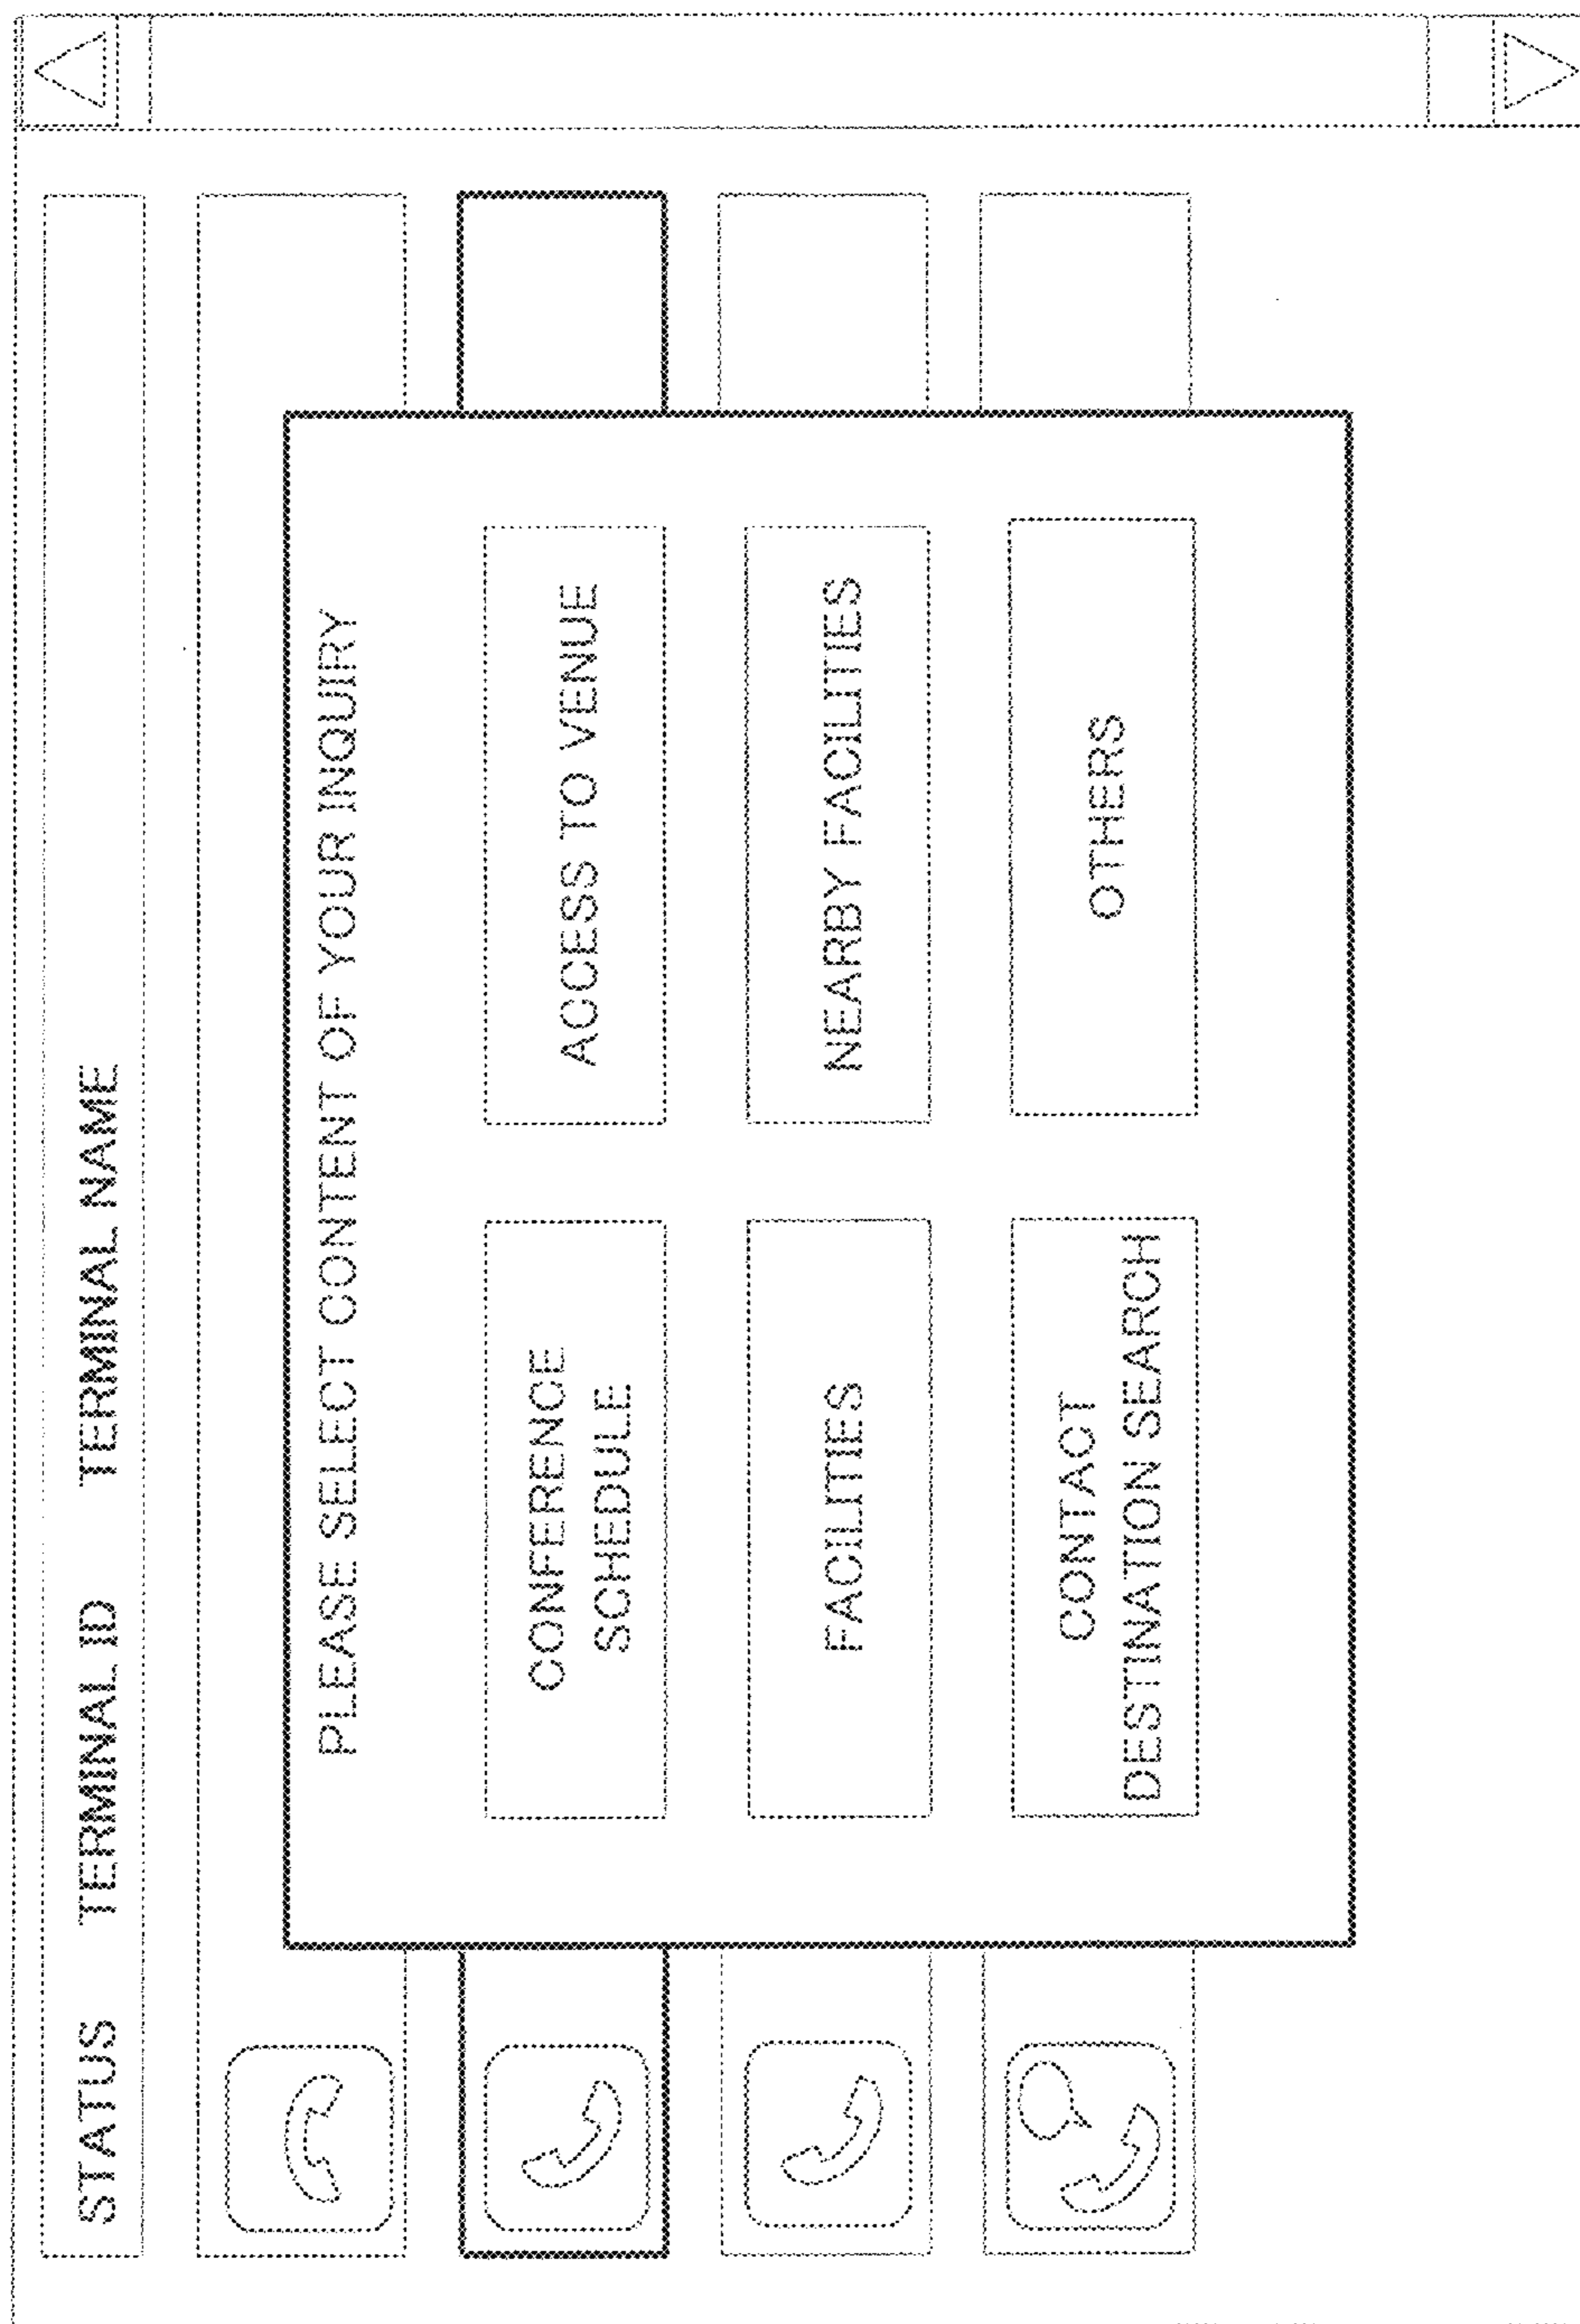 STATUS TERMINAL ID TERMINAL NAME
PLEASE SELECT CONTENT OF YOUR INQUIRY
CONFERENCE
SCHEDULE
ACCESS TO VENUE
FACILITIES
NEARBY FACILITIES
CONTACT
DESTINATION SEARCH
OTHERS